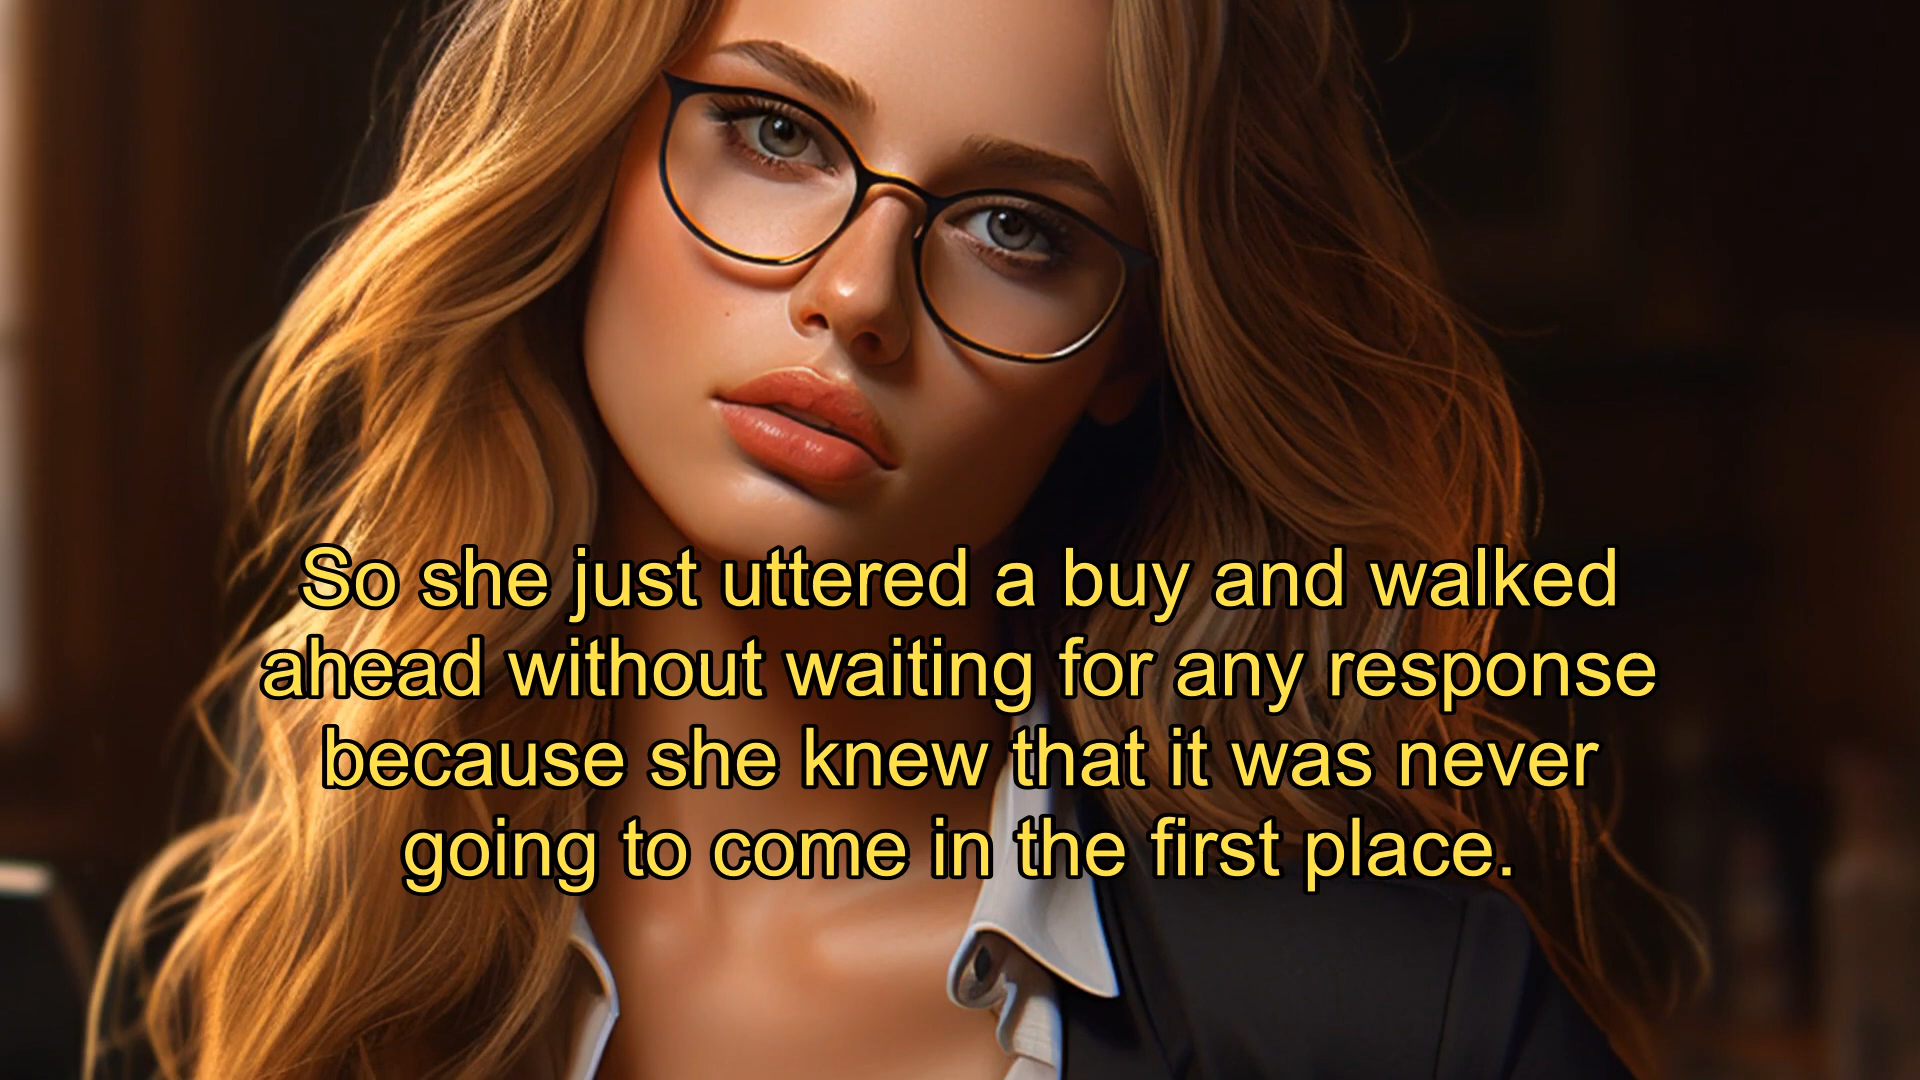 So she just uttered a buy and walked
ahead without waiting for any response
because she knew that it was never
going to come in the first place.